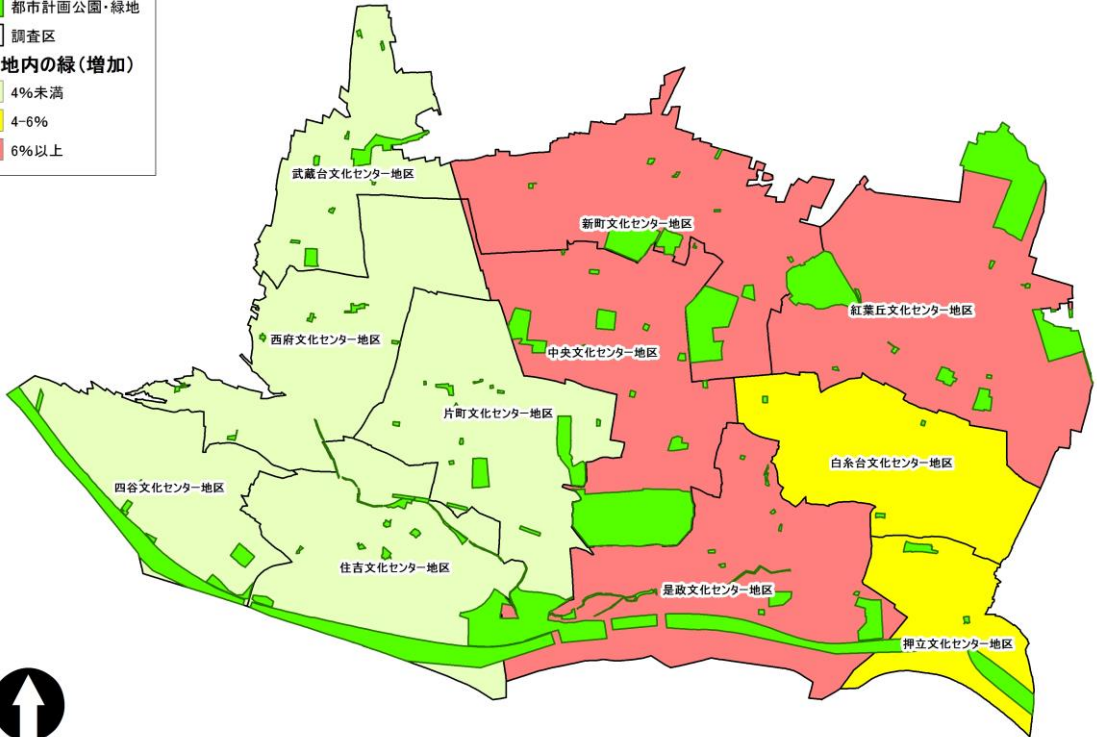 都市計画公園・緑地
調査区
地内の緑(増加)
4%未満
4-6%
6%以上
武蔵台文化センター地区
新町文化センター地区
西府文化センター地区
中央文化センター地区
紅葉丘文化センター地区
片町文化センター地区
白糸台文化センター地区
四谷文化センター地区
住吉文化センター地区
是政文化センター地区
押立文化センター地区